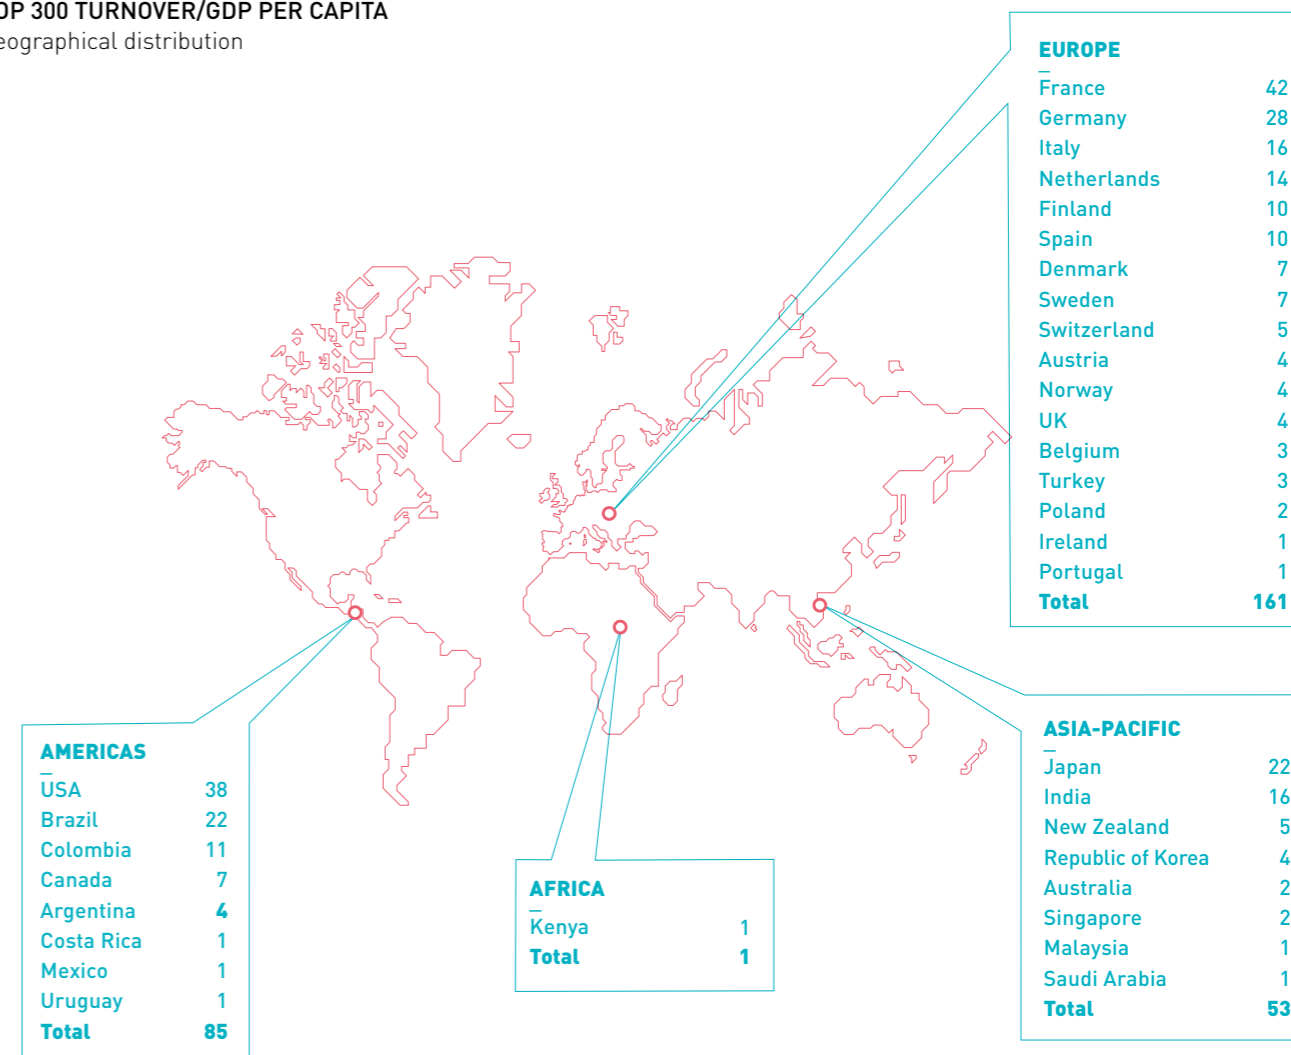 OP 300 TURNOVER/GDP PER CAPITA
eographical distribution
EUROPE
France 42
Germany 28
Italy 16
Netherlands 14
Finland 10
Spain 10
Denmark 7
Sweden 7
Switzerland 5
Austria 4
Norway 4
UK 4
Belgium 3
Turkey 3
Poland 2
Ireland 1
Portugal 1
Total 161
AMERICAS
USA 38
Brazil 22
Colombia 11
Canada 7
Argentina 4
Costa Rica 1
Mexico 1
Uruguay 1
Total 85
AFRICA
Kenya 1
Total 1
ASIA-PACIFIC
Japan 22
India 16
New Zealand 5
Republic of Korea 4
Australia 2
Singapore 2
Malaysia 1
Saudi Arabia 1
Total 53